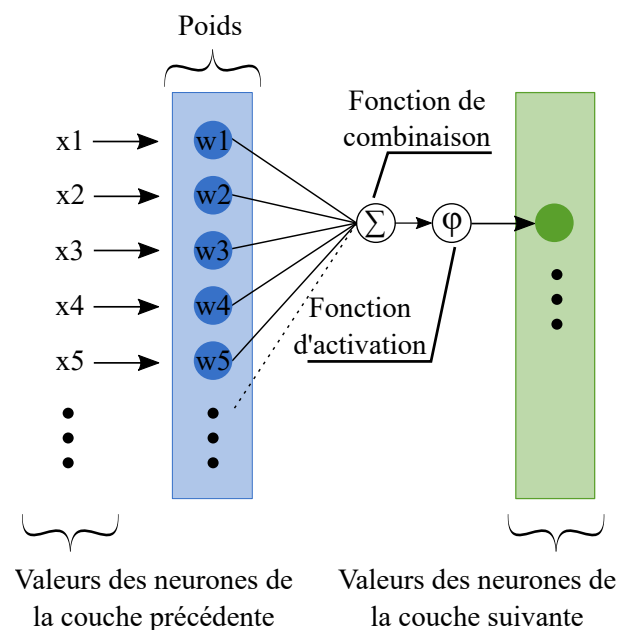 Poids
Fonction de
combinaison
x1
w1
x2
w2
Σ
φ
x3
w3
x4
w4
Fonction
d'activation
x5
w5
Valeurs des neurones de
la couche précédente
Valeurs des neurones de
la couche suivante